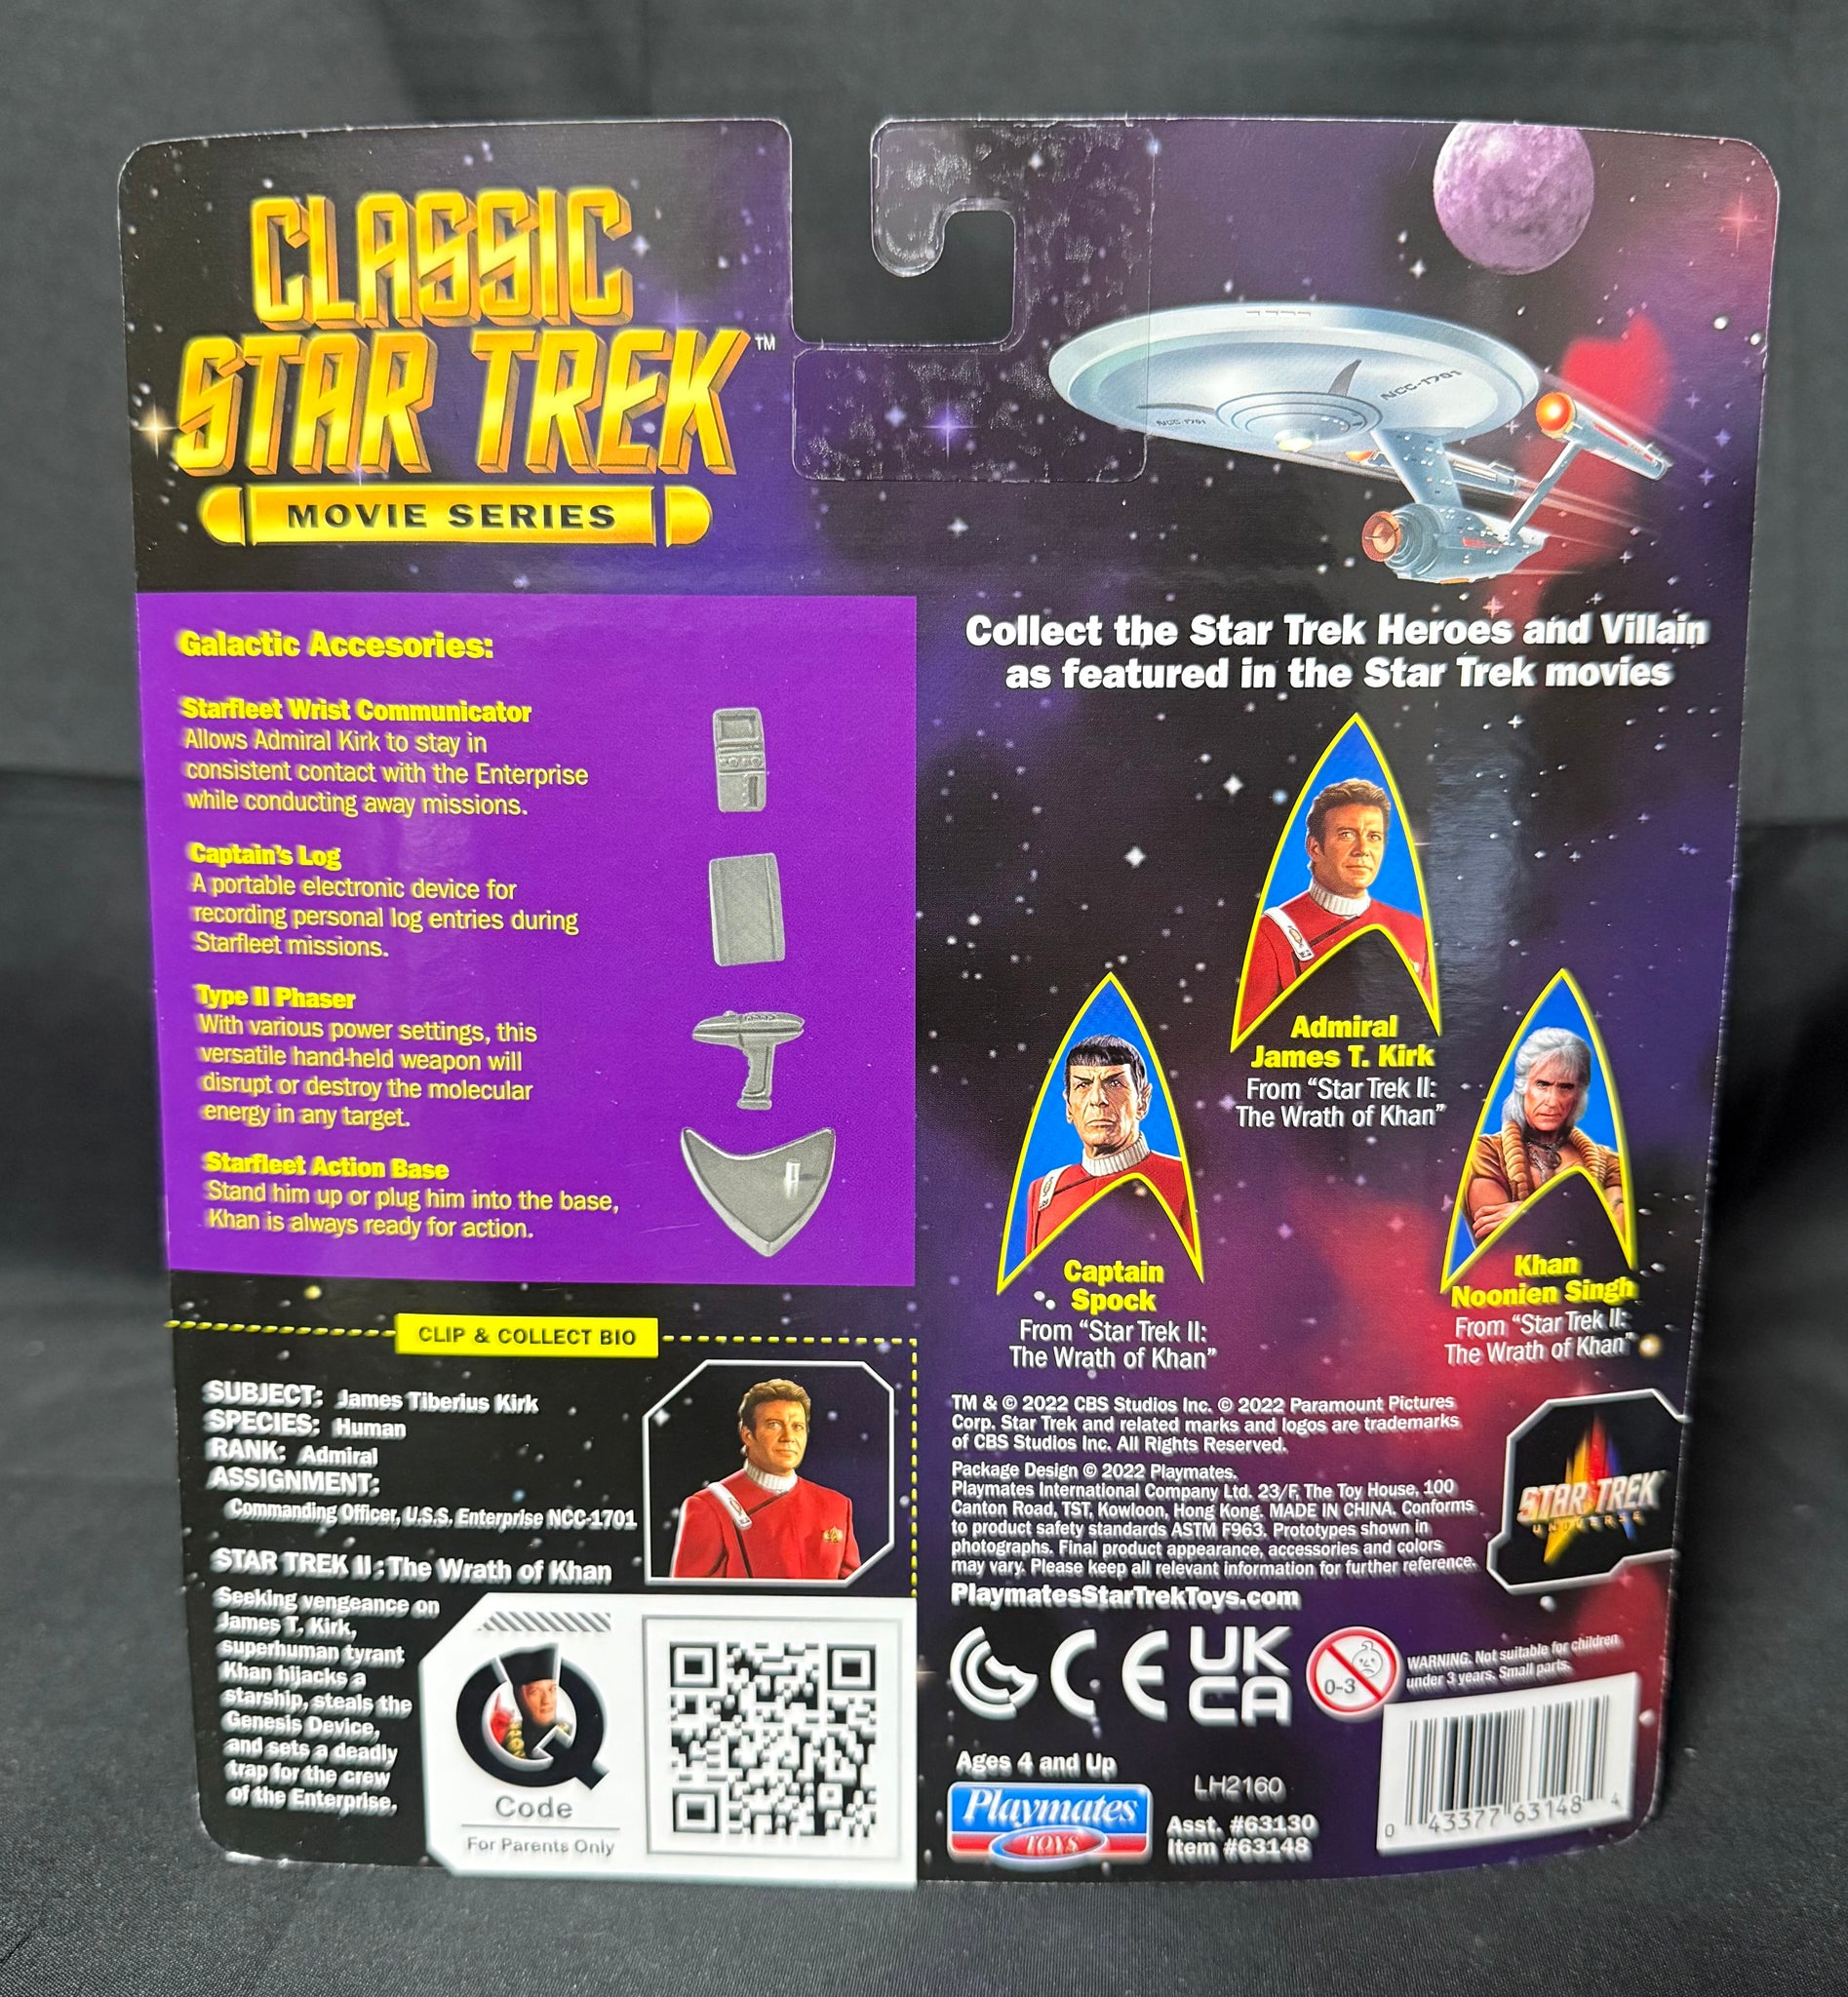 CLASSIC
STAR TREK™
MOVIE SERIES
NCC-1701
NCC-1701
Galactic Accesories:
Starfleet Wrist Communicator
Allows Admiral Kirk to stay in
consistent contact with the Enterprise
while conducting away missions.
Captain's Log
A portable electronic device for
recording personal log entries during
Starfleet missions.
Type II Phaser
With various power settings, this
versatile hand-held weapon will
disrupt or destroy the molecular
energy in any target.
Starfleet Action Base
Stand him up or plug him into the base,
Khan is always ready for action.
CLIP & COLLECT BIO
SUBJECT: James Tiberius Kirk
SPECIES: Human
RANK: Admiral
ASSIGNMENT:
Commanding Officer, U.S.S. Enterprise NCC-1701
STAR TREK II : The Wrath of Khan
Seeking vengeance on
James T. Kirk,
superhuman tyrant
Khan hijacks a
starship, steals the
Genesis Device,
and sets a deadly
trap for the crew
of the Enterprise.
Q
Code
For Parents Only
Collect the Star Trek Heroes and Villain
as featured in the Star Trek movies
Admiral
James T. Kirk
From “Star Trek II:
The Wrath of Khan”
Captain
Spock
From “Star Trek II:
The Wrath of Khan”
Khan
Noonien Singh
From “Star Trek II:
The Wrath of Khan”
TM & © 2022 CBS Studios Inc. © 2022 Paramount Pictures
Corp. Star Trek and related marks and logos are trademarks
of CBS Studios Inc. All Rights Reserved.
Package Design © 2022 Playmates.
Playmates International Company Ltd. 23/F, The Toy House, 100
Canton Road, TST, Kowloon, Hong Kong. MADE IN CHINA. Conforms
to product safety standards ASTM F963. Prototypes shown in
photographs. Final product appearance, accessories and colors
may vary. Please keep all relevant information for further reference.
PlaymatesStarTrekToys.com
STAR TREK
UNIVERSE
CE
UK
CA
0-3
WARNING. Not suitable for children
under 3 years. Small parts.
Ages 4 and Up
Playmates
TOYS
LH2160
Asst. #63130
Item #63148
0 43377 63148 4